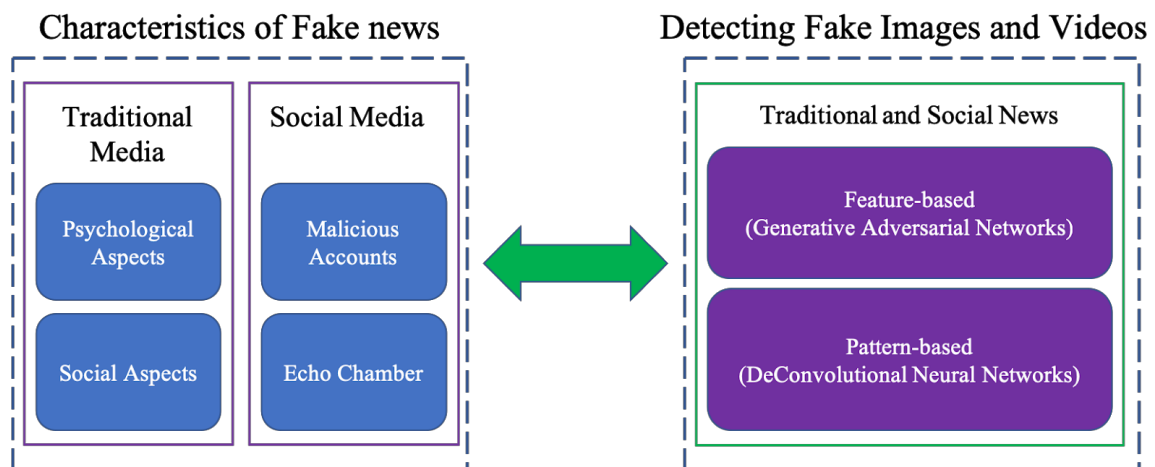 Characteristics of Fake news
Traditional
Media
Psychological
Aspects
Social Aspects
Social Media
Malicious
Accounts
Echo Chamber
Detecting Fake Images and Videos
Traditional and Social News
Feature-based
(Generative Adversarial Networks)
Pattern-based
(DeConvolutional Neural Networks)